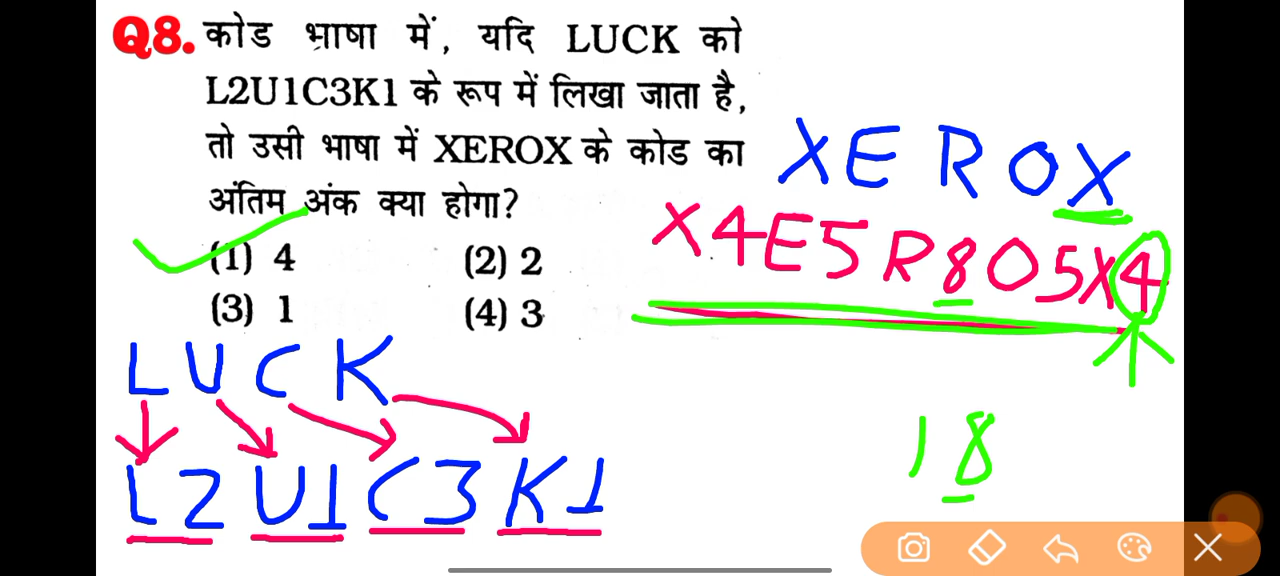 Q8. कोड भाषा में, यदि LUCK को
L2U1C3K1 के रूप में लिखा जाता है,
तो उसी भाषा में XEROX के कोड का
अंतिम अंक क्या होगा?
(1) 4 (2) 2
(3) 1 (4) 3
XEROX
X4E5R8O5X4
18
LUCK
L2U1C3K1